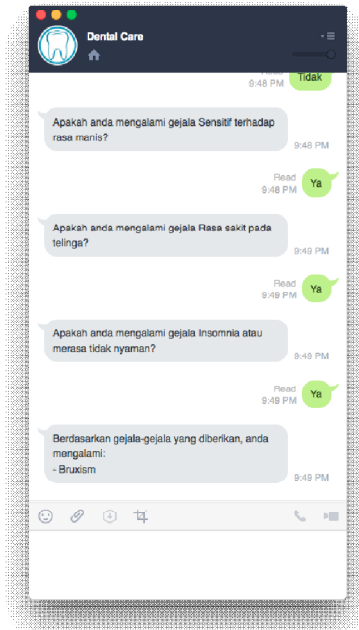 Dental Care
Read
9:48 PM
Tidak
Apakah anda mengalami gejala Sensitif terhadap
rasa manis?
9:48 PM
Read
9:48 PM
Ya
Apakah anda mengalami gejala Rasa sakit pada
telinga?
9:49 PM
Read
9:49 PM
Ya
Apakah anda mengalami gejala Insomnia atau
merasa tidak nyaman?
9:49 PM
Read
9:49 PM
Ya
Berdasarkan gejala-gejala yang diberikan, anda
mengalami:
- Bruxism
9:49 PM